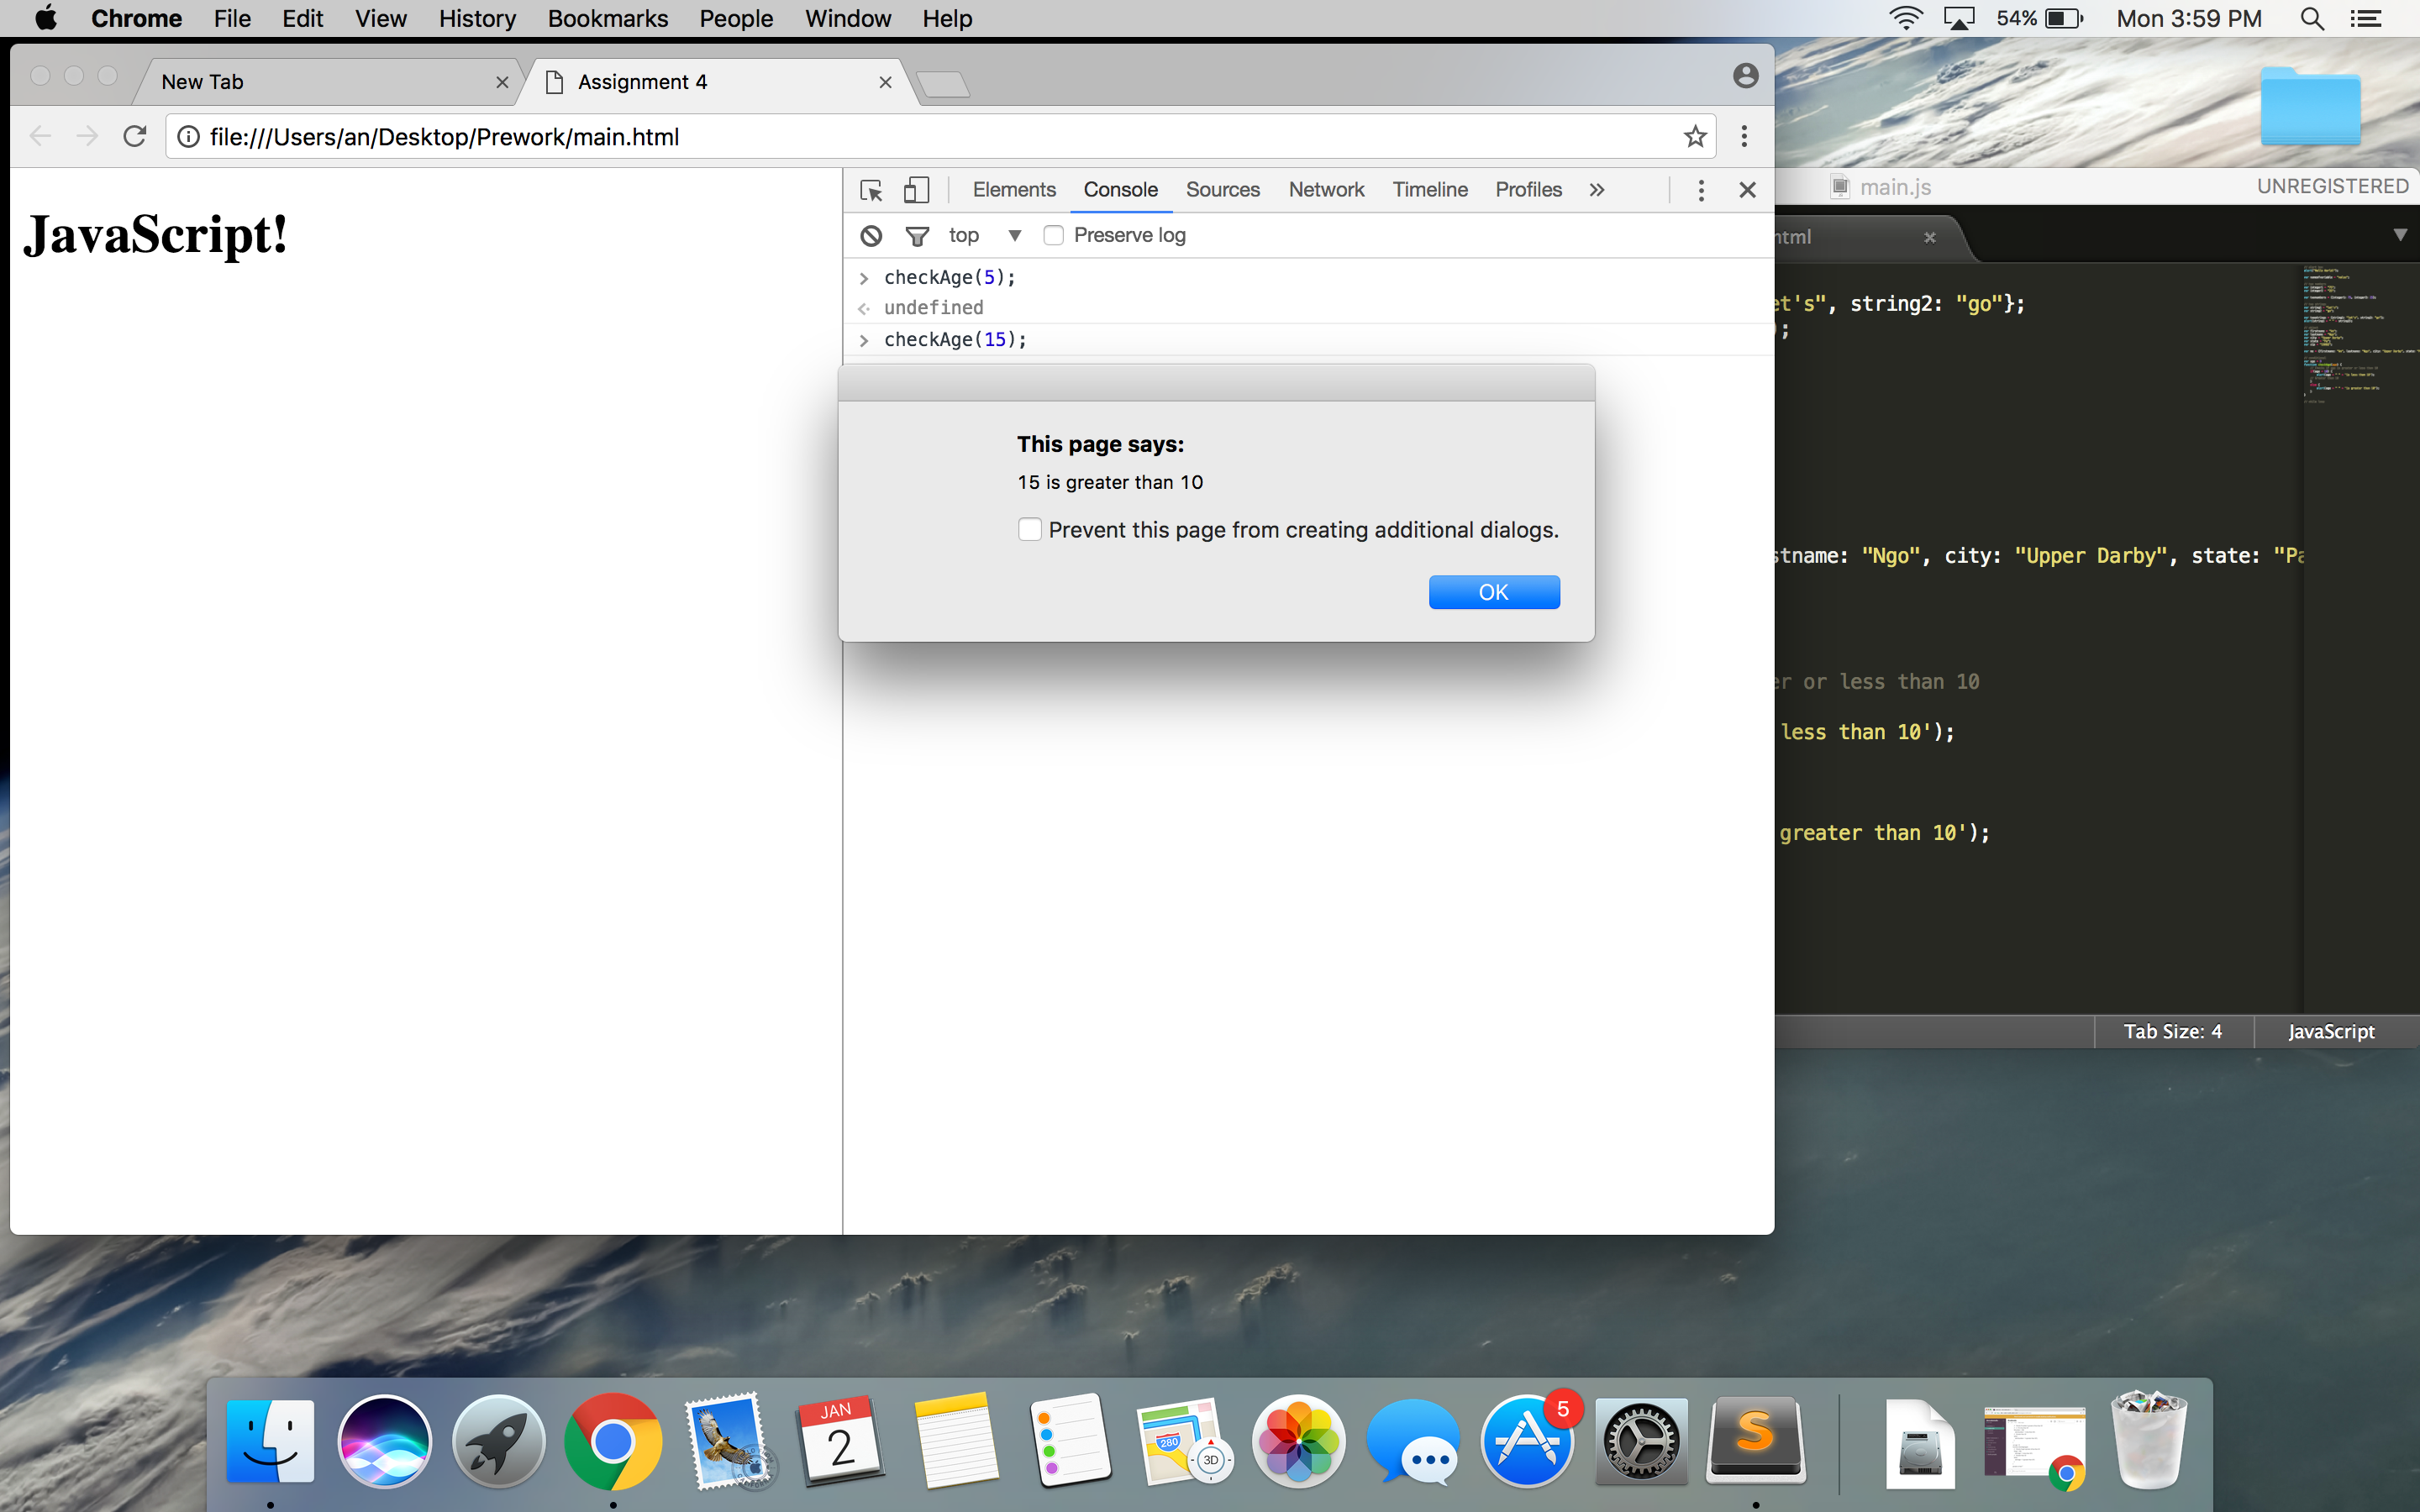 Chrome File Edit View History Bookmarks People Window Help 54% Mon 3:59 PM
New Tab
Assignment 4
file:///Users/an/Desktop/Prework/main.html
JavaScript!
Elements Console Sources Network Timeline Profiles
top Preserve log
checkAge(5);
undefined
checkAge(15);
This page says:
15 is greater than 10
Prevent this page from creating additional dialogs.
OK
main.js
UNREGISTERED
html
et's", string2: "go"};
;
stname: "Ngo", city: "Upper Darby", state: "Pa
er or less than 10
less than 10');
greater than 10');
Tab Size: 4 JavaScript
JAN
2
280
3D
5
S